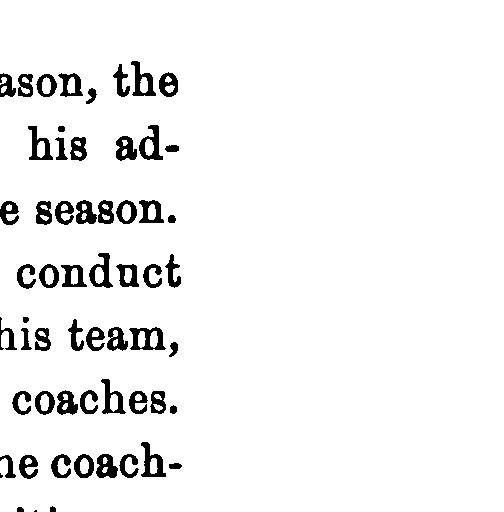 ason, the
his ad-
e season.
conduct
his team,
coaches.
he coach-